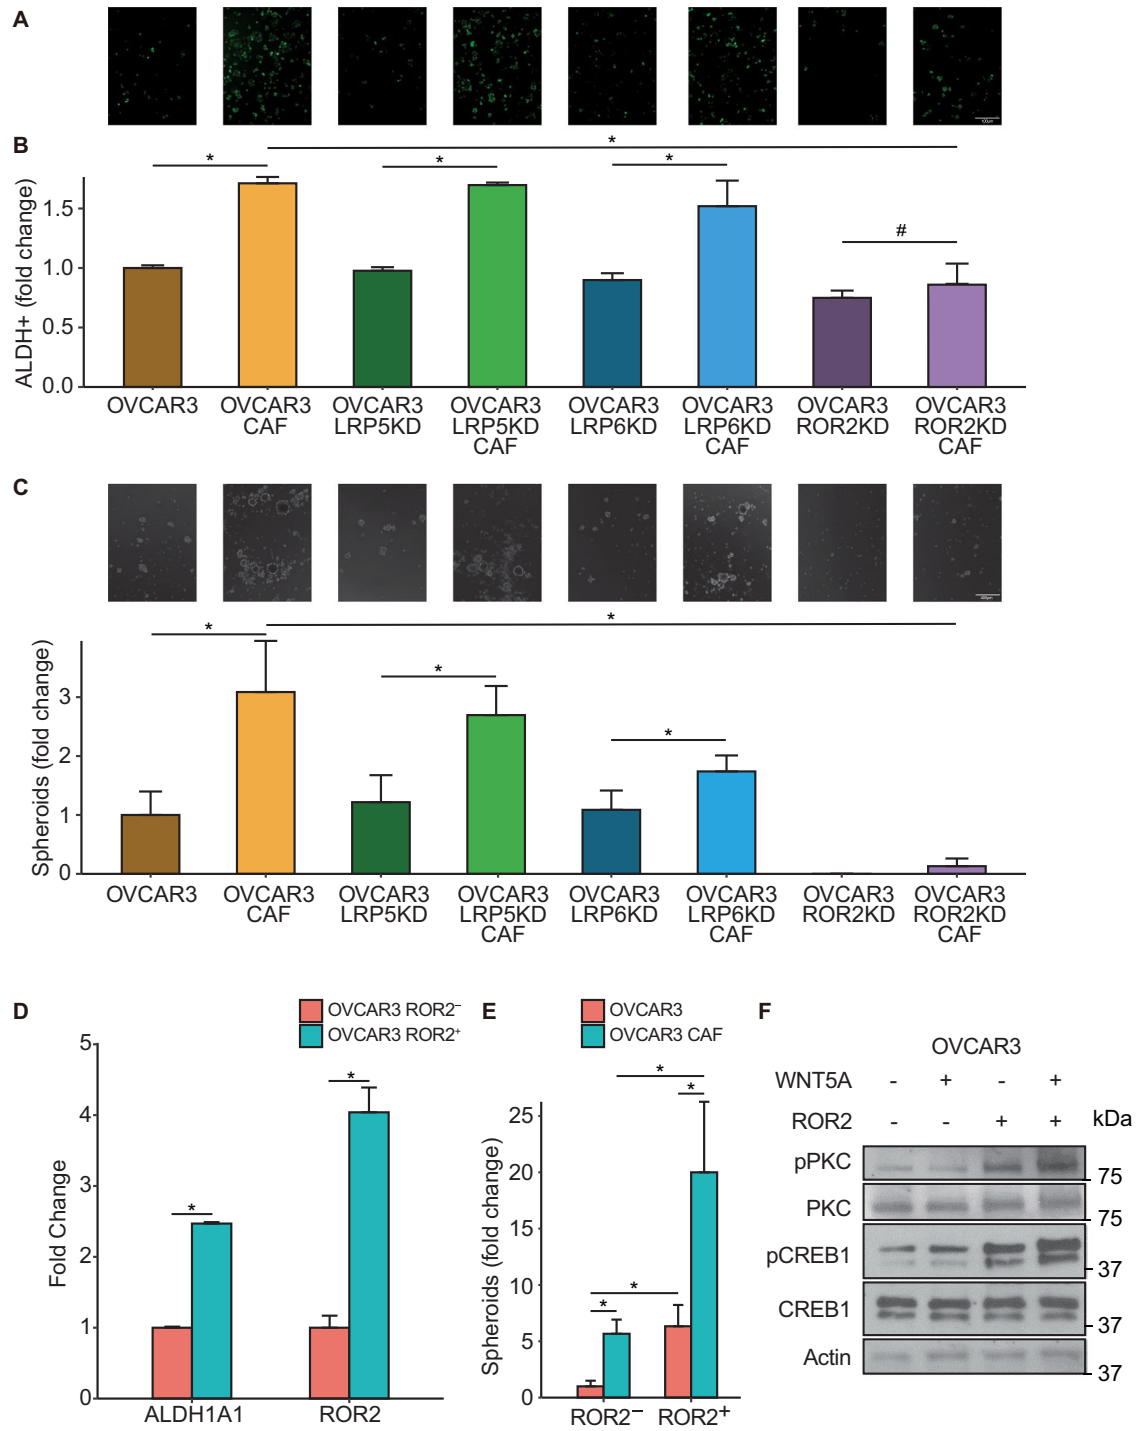 A
100μm
B
*
*
*
*
#
ALDH+ (fold change)
1.5
1.0
0.5
0.0
OVCAR3
OVCAR3 CAF
OVCAR3 LRP5KD
OVCAR3 LRP5KD CAF
OVCAR3 LRP6KD
OVCAR3 LRP6KD CAF
OVCAR3 ROR2KD
OVCAR3 ROR2KD CAF
C
*
*
*
*
Spheroids (fold change)
3
2
1
0
OVCAR3
OVCAR3 CAF
OVCAR3 LRP5KD
OVCAR3 LRP5KD CAF
OVCAR3 LRP6KD
OVCAR3 LRP6KD CAF
OVCAR3 ROR2KD
OVCAR3 ROR2KD CAF
D
OVCAR3 ROR2⁻
OVCAR3 ROR2⁺
Fold Change
5
4
3
2
1
0
*
*
ALDH1A1
ROR2
E
OVCAR3
OVCAR3 CAF
Spheroids (fold change)
25
20
15
10
5
0
*
*
*
*
ROR2⁻
ROR2⁺
F
OVCAR3
WNT5A - + - +
ROR2 - - + + kDa
pPKC 75
PKC 75
pCREB1 37
CREB1 37
Actin 37